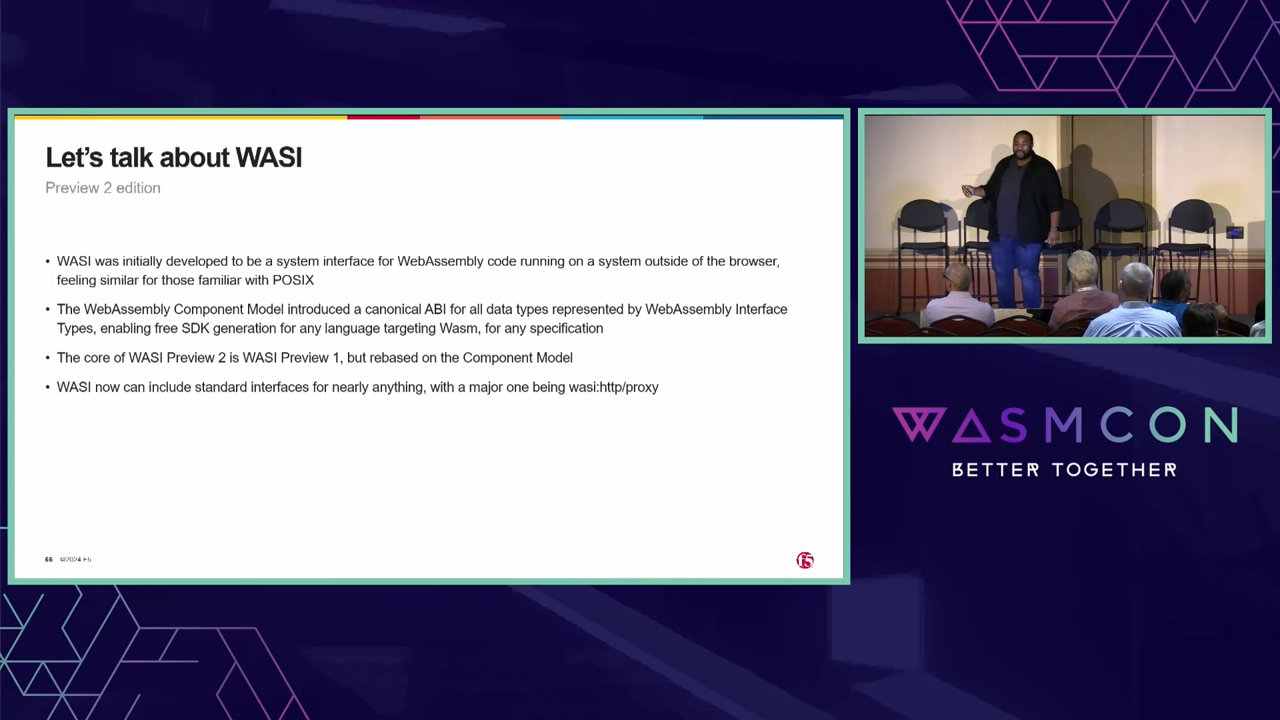 Let's talk about WASI
Preview 2 edition
• WASI was initially developed to be a system interface for WebAssembly code running on a system outside of the browser,
feeling similar for those familiar with POSIX
• The WebAssembly Component Model introduced a canonical ABI for all data types represented by WebAssembly Interface
Types, enabling free SDK generation for any language targeting Wasm, for any specification
• The core of WASI Preview 2 is WASI Preview 1, but rebased on the Component Model
• WASI now can include standard interfaces for nearly anything, with a major one being wasi:http/proxy
66 ©2024 F5
f5
WASMCON
BETTER TOGETHER